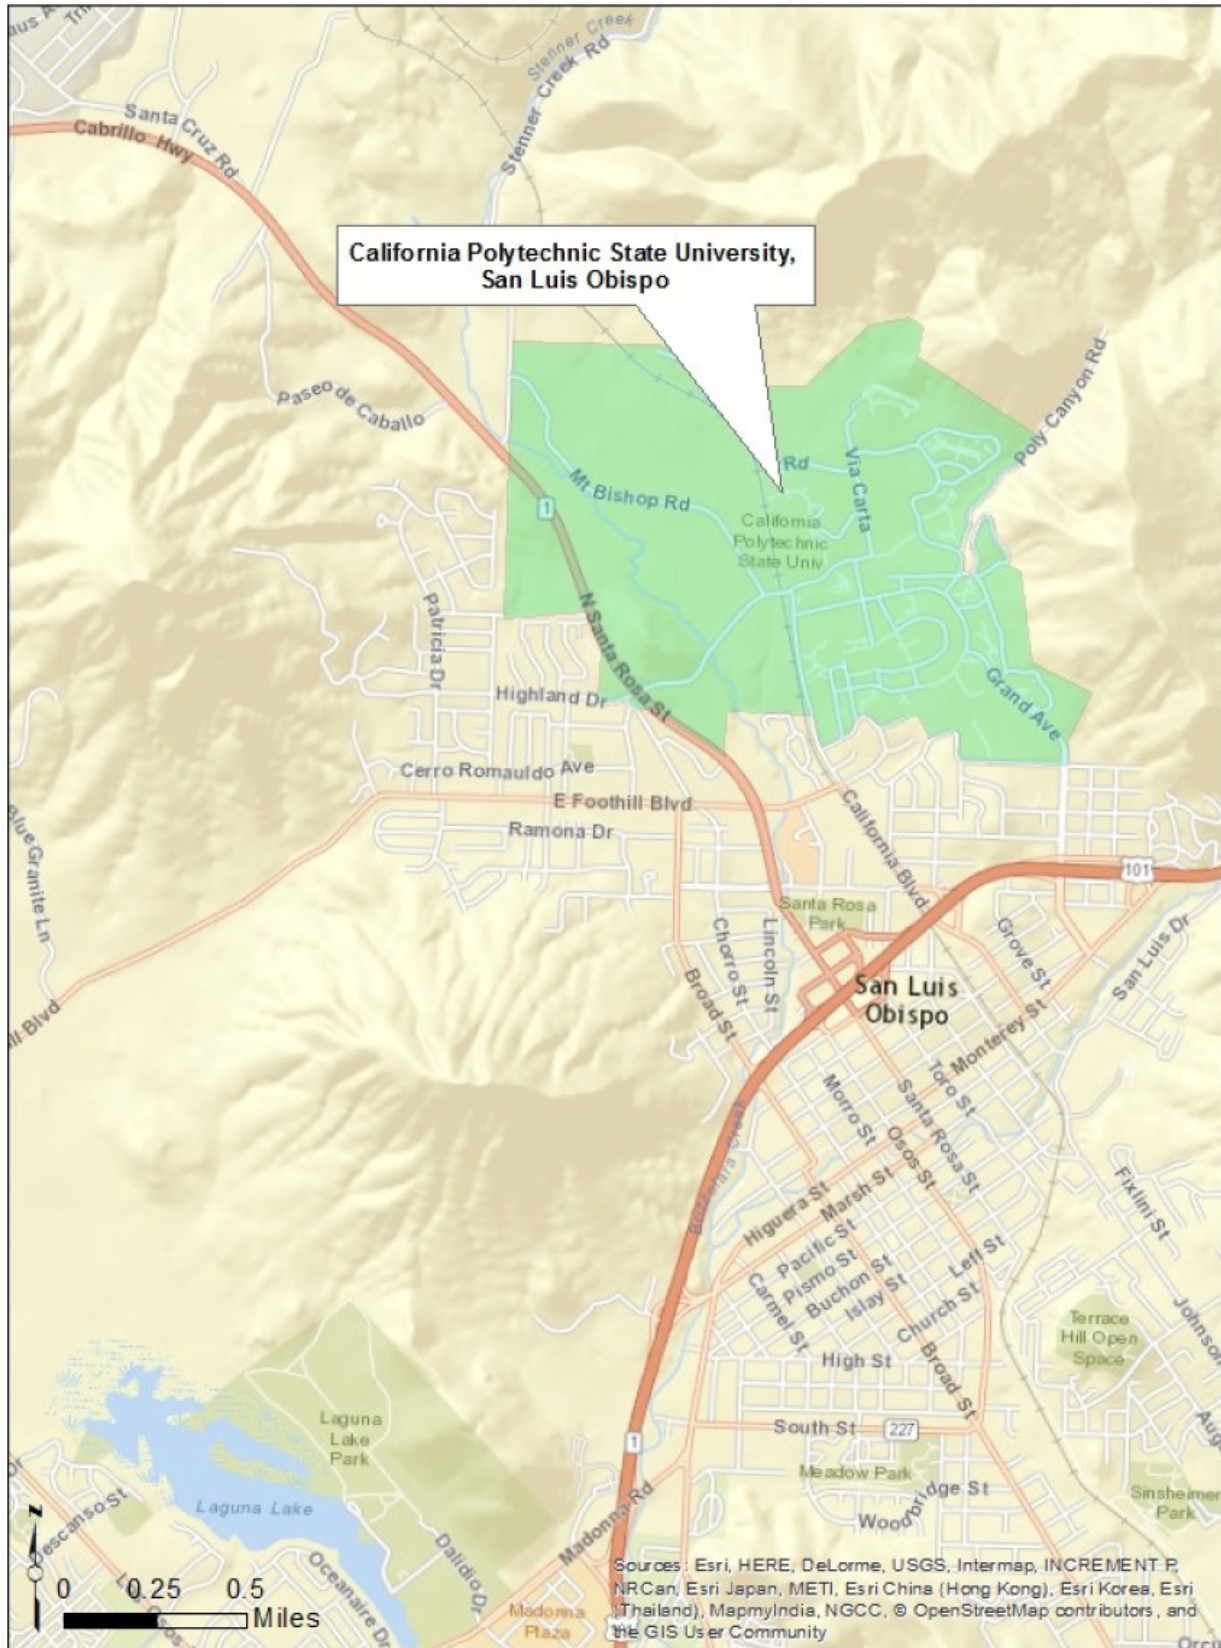 Stenner Creek
Stenner Creek Rd
Santa Cruz Rd
Cabrillo Hwy
California Polytechnic State University,
San Luis Obispo
Paseo de Caballo
Poly Canyon Rd
Rd
Via Carta
Mt Bishop Rd
1
California
Polytechnic
State Univ
Patricia Dr
N Santa Rosa St
Highland Dr
Grand Ave
Cerro Romauldo Ave
E Foothill Blvd
Ramona Dr
California Blvd
Blue Granite Ln
101
Santa Rosa
Park
Chorro St
Lincoln St
Grove St
San Luis Dr
Broad St
San Luis
Obispo
ill Blvd
Monterey St
Toro St
Morro St
Santa Rosa St
Osos St
Fixlini St
Higuera St
Marsh St
Pacific St
Pismo St
Buchon St
Islay St
Leff St
Church St
Carmel St
Johnson
Terrace
Hill Open
Space
High St
Broad St
Laguna
Lake
Park
South St
227
1
Meadow Park
Woodbridge St
Sinsheimer
Park
Laguna Lake
Descanso St
Madonna Rd
Oceanaire Dr
Dalidio Dr
Madonna
Plaza
N
0 0.25 0.5
Miles
Sources: Esri, HERE, DeLorme, USGS, Intermap, INCREMENT P,
NRCan, Esri Japan, METI, Esri China (Hong Kong), Esri Korea, Esri
(Thailand), MapmyIndia, NGCC, © OpenStreetMap contributors, and
the GIS User Community